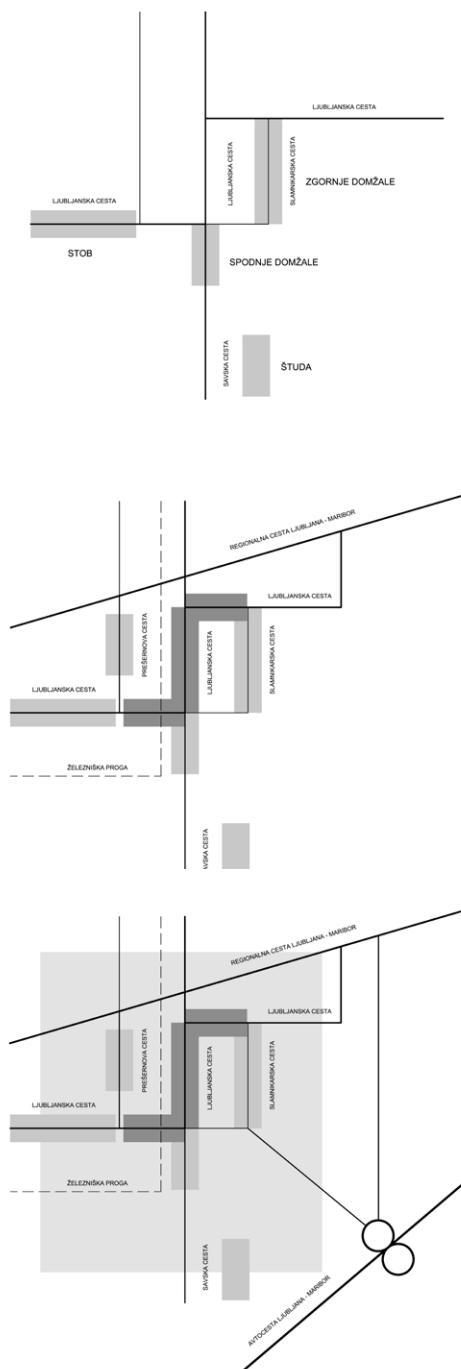 LJUBLJANSKA CESTA
LJUBLJANSKA CESTA
SLAMNIKARSKA CESTA
ZGORNJE DOMŽALE
LJUBLJANSKA CESTA
STOB
SPODNJE DOMŽALE
SAVSKA CESTA
ŠTUDA
REGIONALNA CESTA LJUBLJANA - MARIBOR
LJUBLJANSKA CESTA
PREŠERNOVA CESTA
LJUBLJANSKA CESTA
SLAMNIKARSKA CESTA
LJUBLJANSKA CESTA
ŽELEZNIŠKA PROGA
AVSKA CESTA
REGIONALNA CESTA LJUBLJANA - MARIBOR
LJUBLJANSKA CESTA
PREŠERNOVA CESTA
LJUBLJANSKA CESTA
SLAMNIKARSKA CESTA
LJUBLJANSKA CESTA
ŽELEZNIŠKA PROGA
SAVSKA CESTA
AVTOCESTA LJUBLJANA - MARIBOR